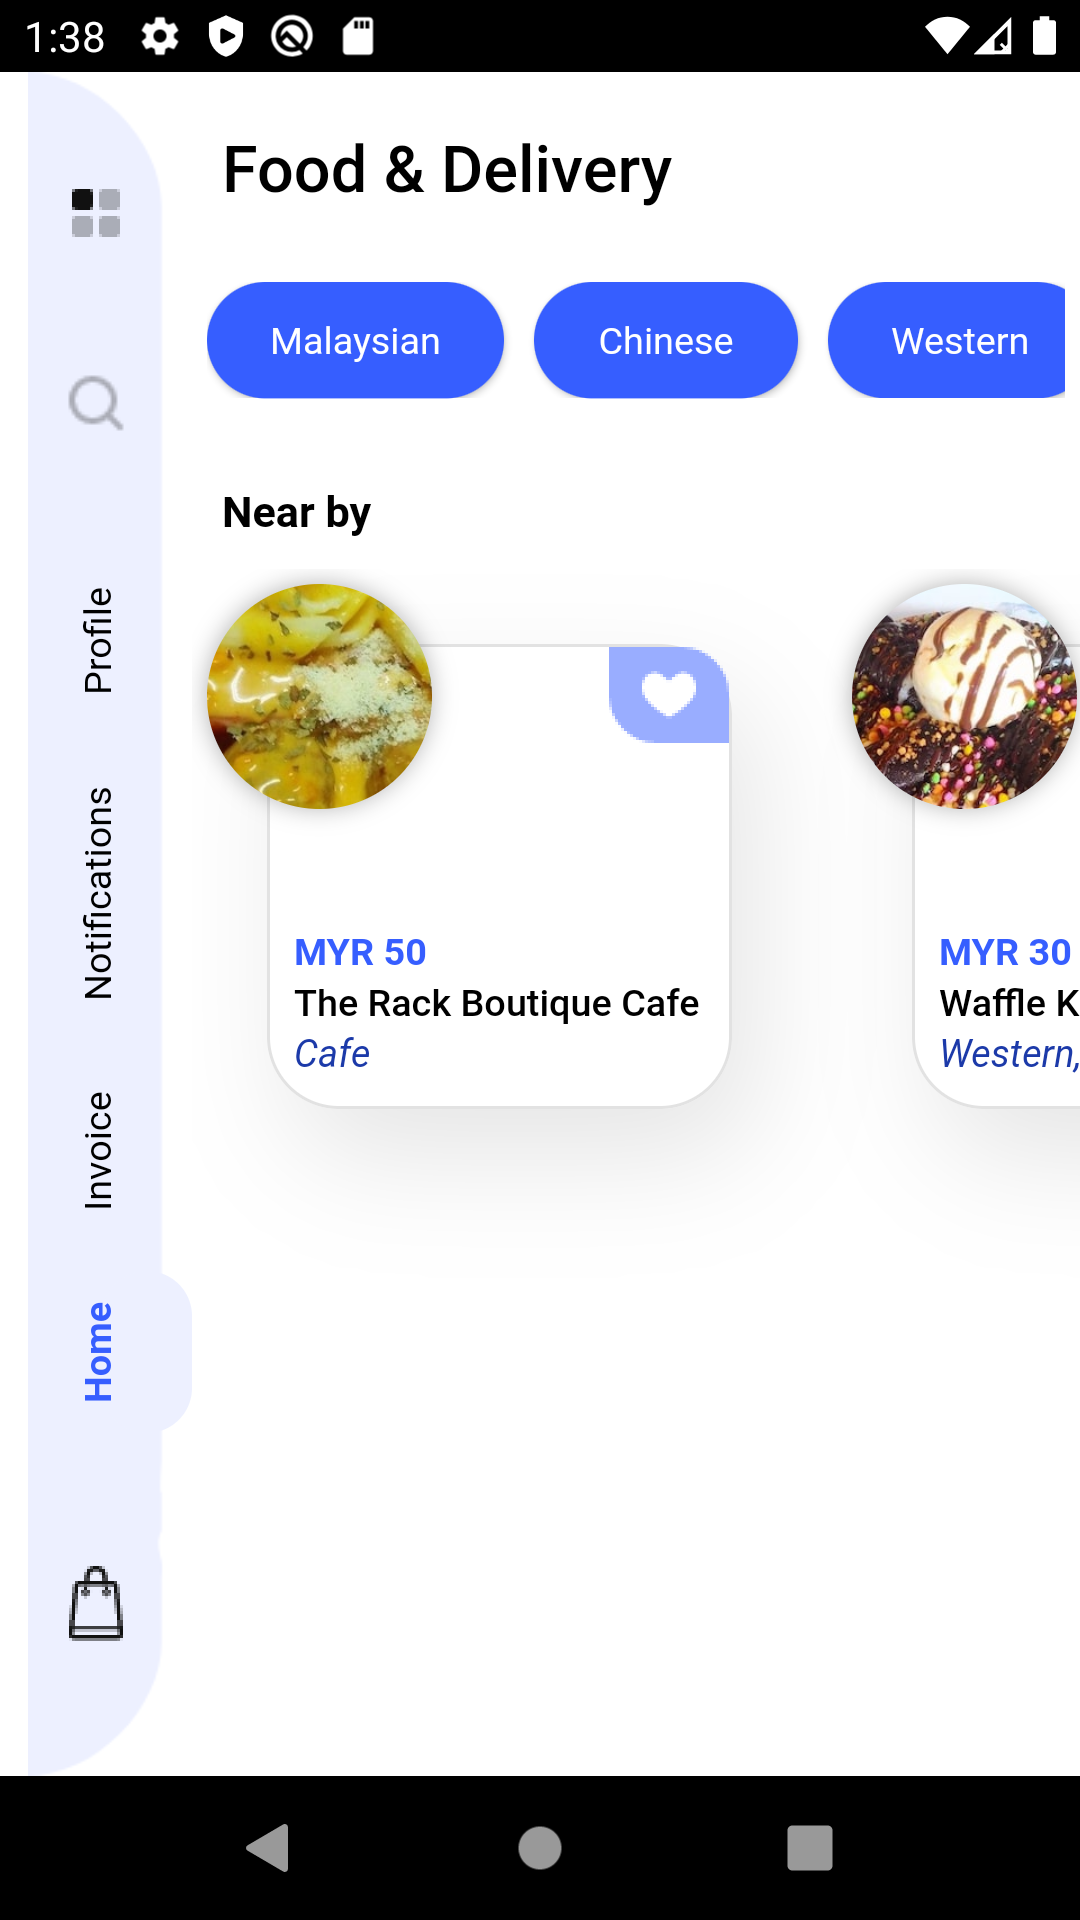 1:38
Food & Delivery
Malaysian
Chinese
Western
Near by
Profile
Notifications
Invoice
Home
MYR 50
The Rack Boutique Cafe
Cafe
MYR 30
Waffle K
Western,